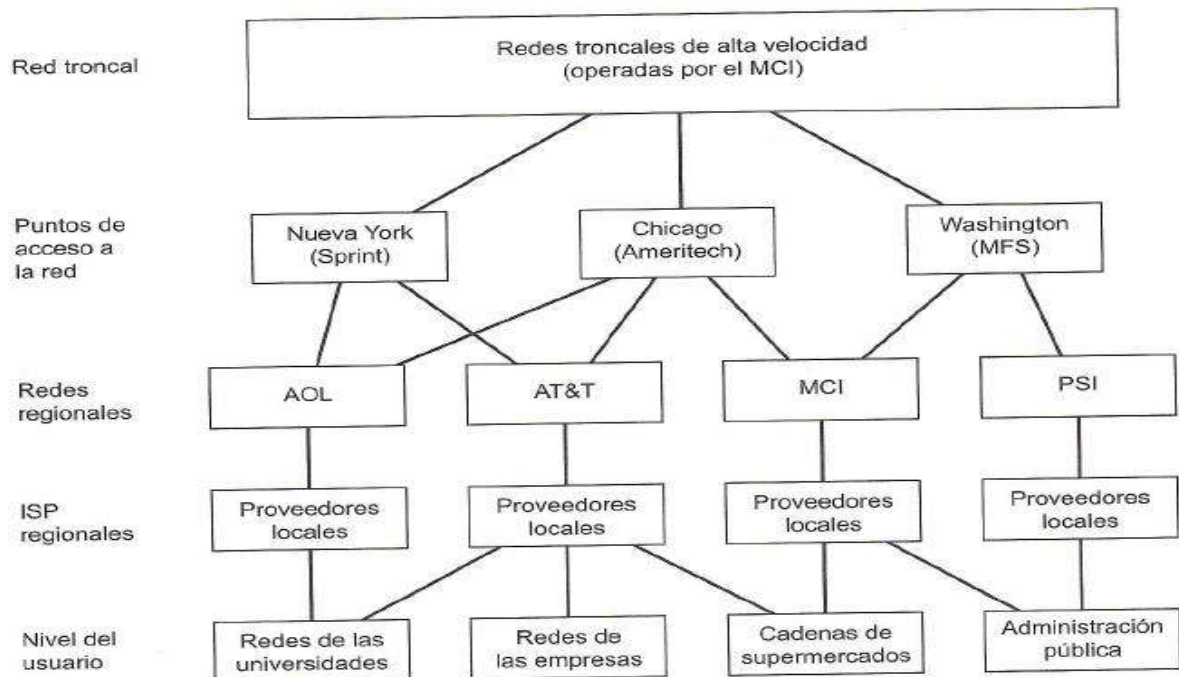 Red troncal
Redes troncales de alta velocidad
(operadas por el MCI)
Puntos de
acceso a
la red
Nueva York
(Sprint)
Chicago
(Ameritech)
Washington
(MFS)
Redes
regionales
AOL
AT&T
MCI
PSI
ISP
regionales
Proveedores
locales
Proveedores
locales
Proveedores
locales
Proveedores
locales
Nivel del
usuario
Redes de las
universidades
Redes de
las empresas
Cadenas de
supermercados
Administración
pública